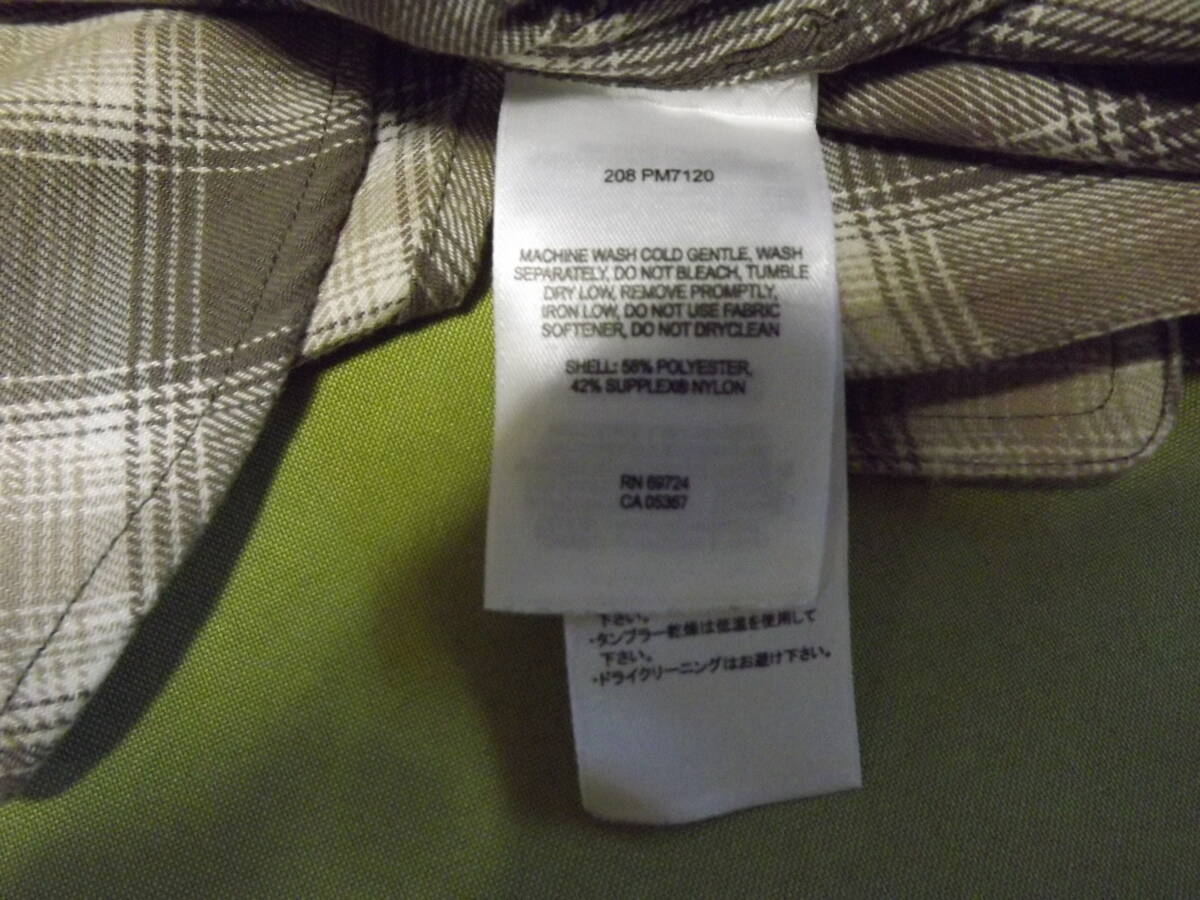 208 PM7120
MACHINE WASH COLD GENTLE, WASH
SEPARATELY, DO NOT BLEACH, TUMBLE
DRY LOW, REMOVE PROMPTLY,
IRON LOW, DO NOT USE FABRIC
SOFTENER, DO NOT DRYCLEAN
SHELL: 58% POLYESTER,
42% SUPPLEX® NYLON
RN 69724
CA 05367
下さい。
・タンブラー乾燥は低温を使用して
下さい。
・ドライクリーニングはお避け下さい。